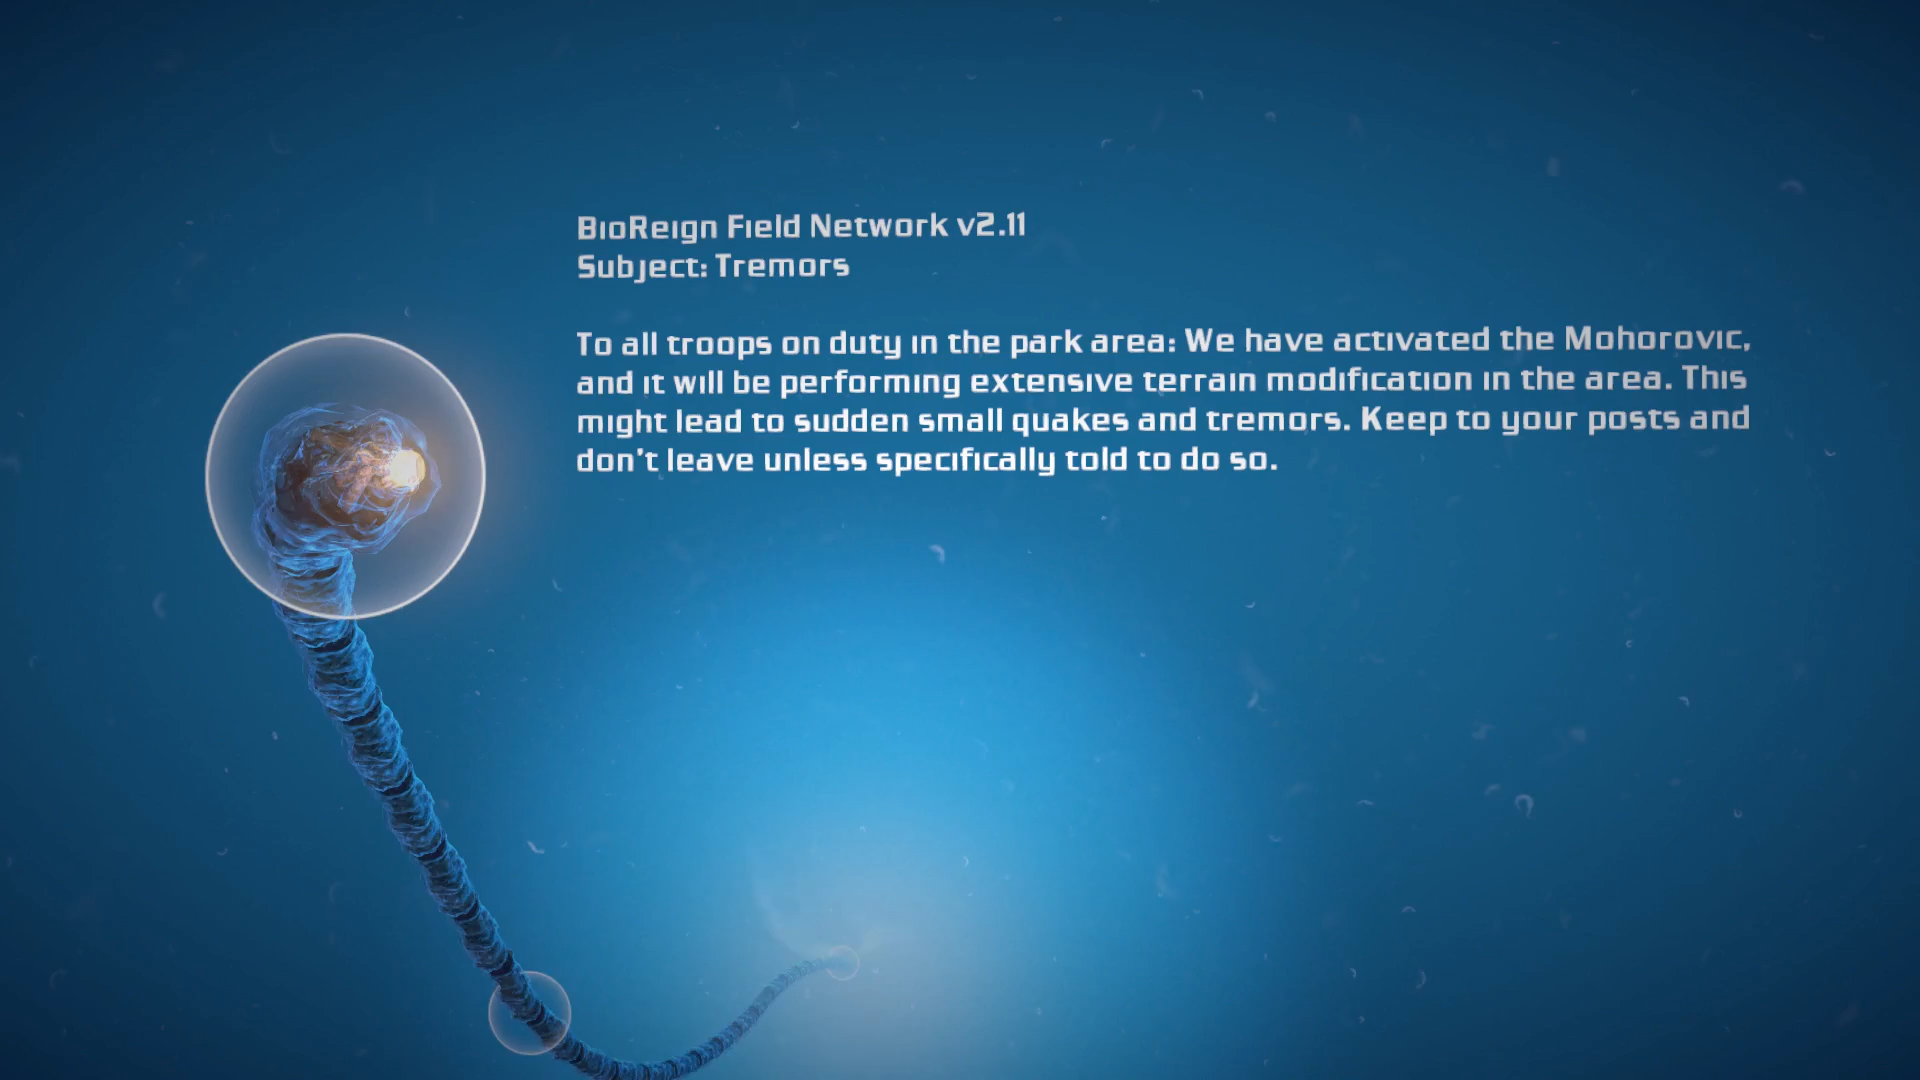 BioReign Field Network v2.11
Subject: Tremors
To all troops on duty in the park area: We have activated the Mohorovic,
and it will be performing extensive terrain modification in the area. This
might lead to sudden small quakes and tremors. Keep to your posts and
don't leave unless specifically told to do so.